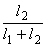 l₂
l₁ + l₂